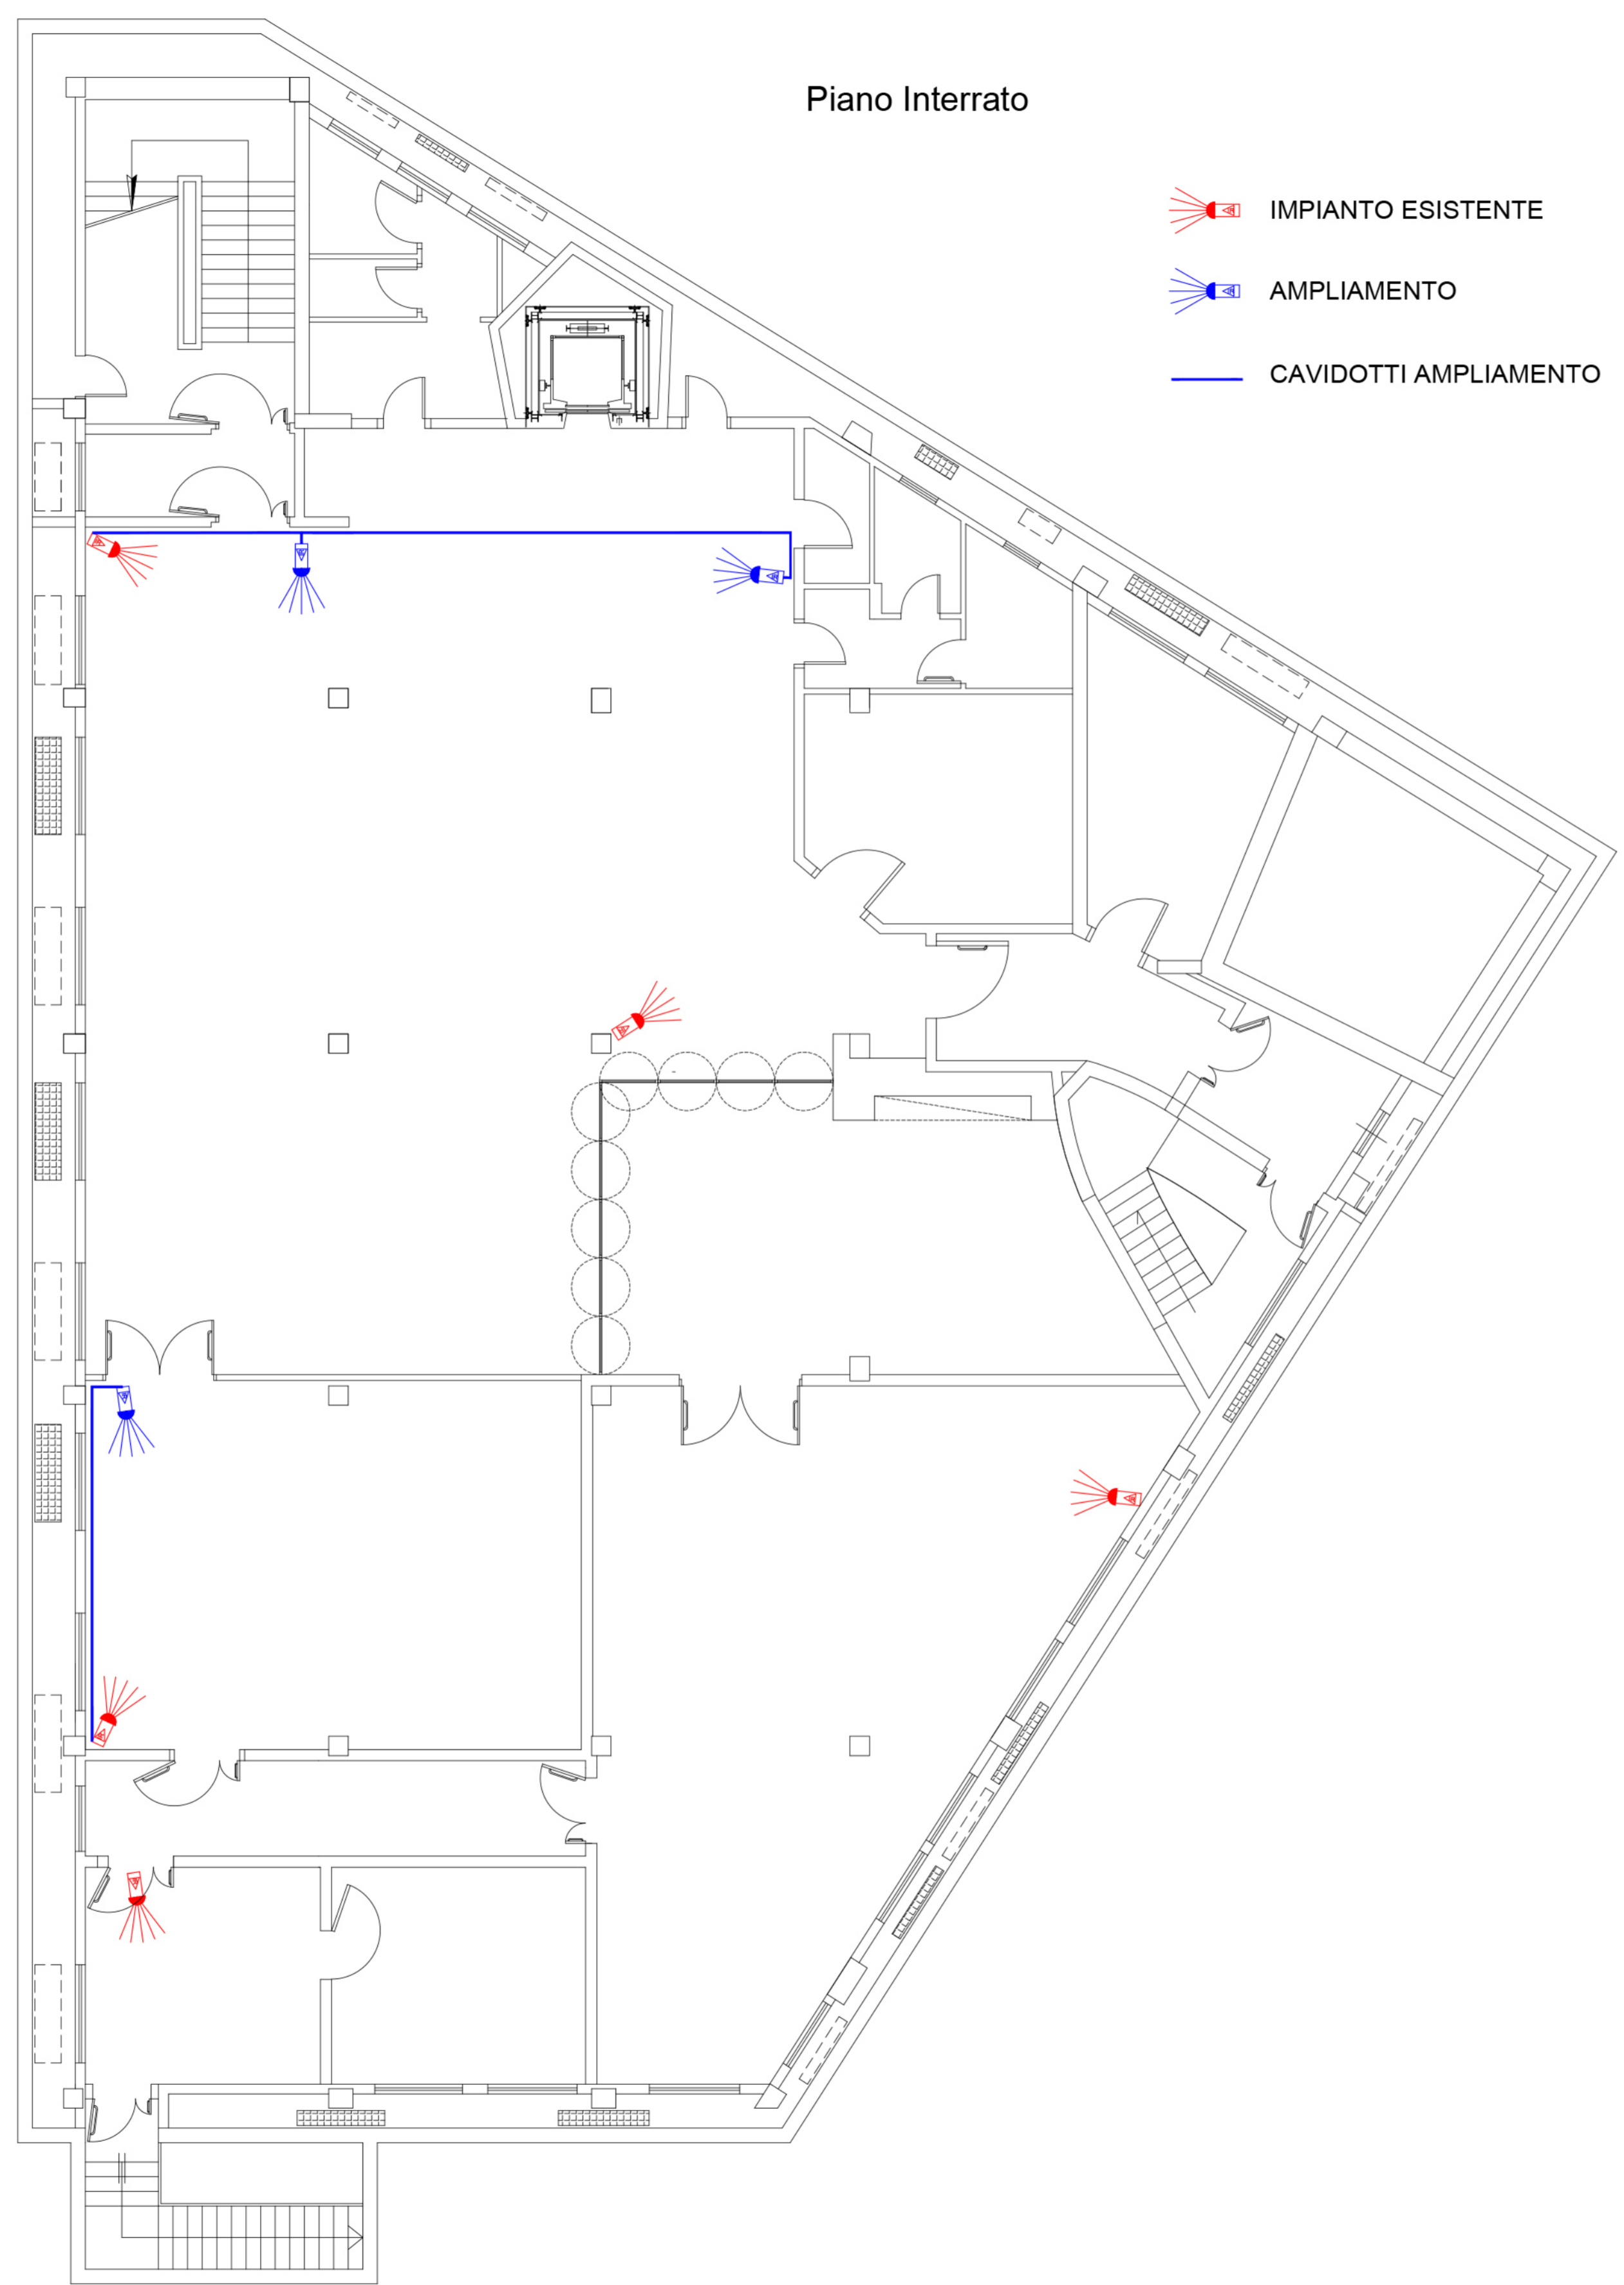 Piano Interrato
IMPIANTO ESISTENTE
AMPLIAMENTO
CAVIDOTTI AMPLIAMENTO